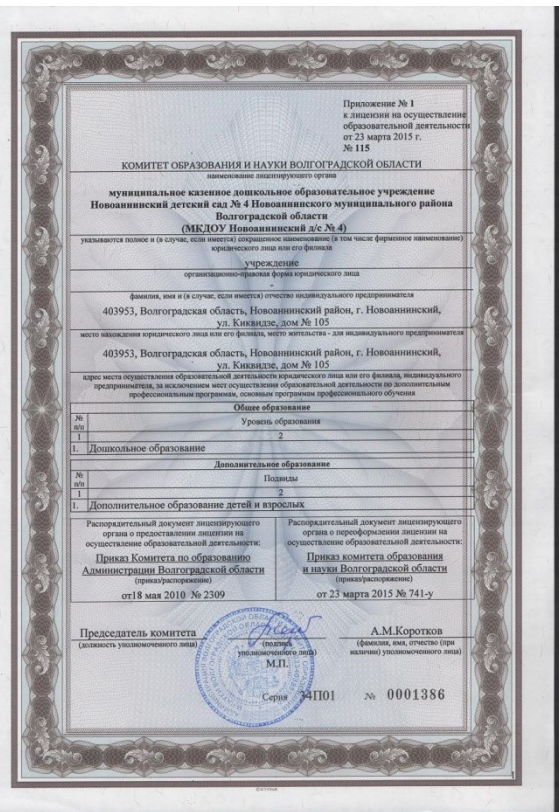 Приложение № 1
к лицензии на осуществление
образовательной деятельности
от 23 марта 2015 г.
№ 115
КОМИТЕТ ОБРАЗОВАНИЯ И НАУКИ ВОЛГОГРАДСКОЙ ОБЛАСТИ
наименование лицензирующего органа
муниципальное казенное дошкольное образовательное учреждение
Новоаннинский детский сад № 4 Новоаннинского муниципального района
Волгоградской области
(МКДОУ Новоаннинский д/с № 4)
указываются полное и (в случае, если имеется) сокращенное наименование (в том числе фирменное наименование)
юридического лица или его филиала
учреждение
организационно-правовая форма юридического лица
-
фамилия, имя и (в случае, если имеется) отчество индивидуального предпринимателя
403953, Волгоградская область, Новоаннинский район, г. Новоаннинский,
ул. Киквидзе, дом № 105
место нахождения юридического лица или его филиала, место жительства - для индивидуального предпринимателя
403953, Волгоградская область, Новоаннинский район, г. Новоаннинский,
ул. Киквидзе, дом № 105
адрес места осуществления образовательной деятельности юридического лица или его филиала, индивидуального
предпринимателя, за исключением мест осуществления образовательной деятельности по дополнительным
профессиональным программам, основным программам профессионального обучения
Общее образование
№ п/п Уровень образования
1 2
1. Дошкольное образование
Дополнительное образование
№ п/п Подвиды
1 2
1. Дополнительное образование детей и взрослых
Распорядительный документ лицензирующего
органа о предоставлении лицензии на
осуществление образовательной деятельности:
Приказ Комитета по образованию
Администрации Волгоградской области
(приказ/распоряжение)
от18 мая 2010 № 2309
Распорядительный документ лицензирующего
органа о переоформлении лицензии на
осуществление образовательной деятельности:
Приказ комитета образования
и науки Волгоградской области
(приказ/распоряжение)
от 23 марта 2015 № 741-у
Председатель комитета
(должность уполномоченного лица)
(подпись
уполномоченного лица)
М.П.
А.М.Коротков
(фамилия, имя, отчество (при
наличии) уполномоченного лица)
Серия 34П01 № 0001386